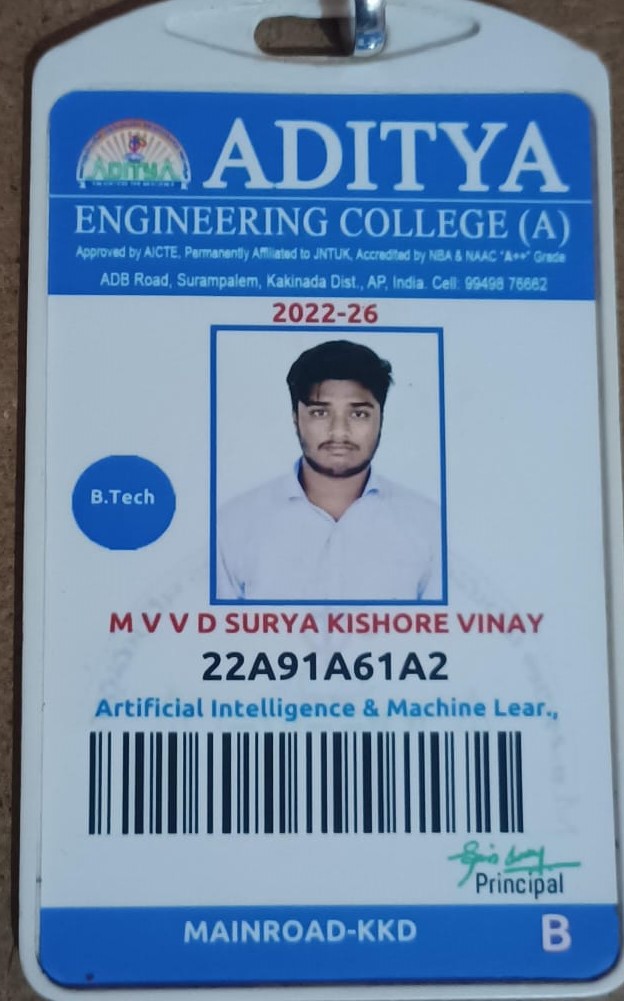 ADITYA
ADITYA
ENGINEERING COLLEGE (A)
Approved by AICTE, Permanently Affiliated to JNTUK, Accredited by NBA & NAAC 'A++' Grade
ADB Road, Surampalem, Kakinada Dist., AP, India. Cell: 99498 76662
2022-26
B.Tech
M V V D SURYA KISHORE VINAY
22A91A61A2
Artificial Intelligence & Machine Lear.,
Principal
MAINROAD-KKD
B